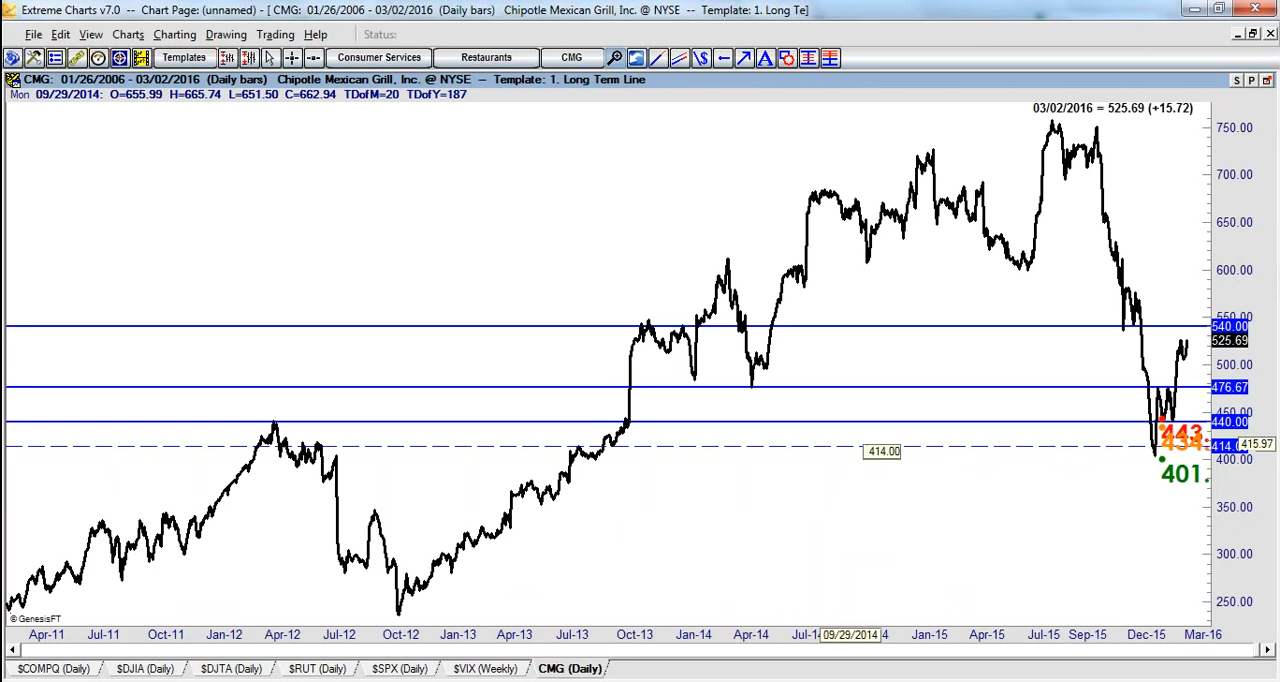 Extreme Charts v7.0 - Chart Page: (unnamed) - [ CMG: 01/26/2006 - 03/02/2016 (Daily bars) Chipotle Mexican Grill, Inc. @ NYSE -- Template: 1. Long Te]
File Edit View Charts Charting Drawing Trading Help Status:
Templates Consumer Services Restaurants CMG
CMG: 01/26/2006 - 03/02/2016 (Daily bars) Chipotle Mexican Grill, Inc. @ NYSE -- Template: 1. Long Term Line S P
Mon 09/29/2014: O=655.99 H=665.74 L=651.50 C=662.94 TDofM=20 TDofY=187
03/02/2016 = 525.69 (+15.72)
750.00
700.00
650.00
600.00
550.00
540.00
525.69
500.00
476.67
450.00
440.00
443.
434.
414.00 414.0 415.97
400.00
401.
350.00
300.00
250.00
© GenesisFT
Apr-11 Jul-11 Oct-11 Jan-12 Apr-12 Jul-12 Oct-12 Jan-13 Apr-13 Jul-13 Oct-13 Jan-14 Apr-14 Jul-1 09/29/2014 4 Jan-15 Apr-15 Jul-15 Sep-15 Dec-15 Mar-16
$COMPQ (Daily) $DJIA (Daily) $DJTA (Daily) $RUT (Daily) $SPX (Daily) $VIX (Weekly) CMG (Daily)